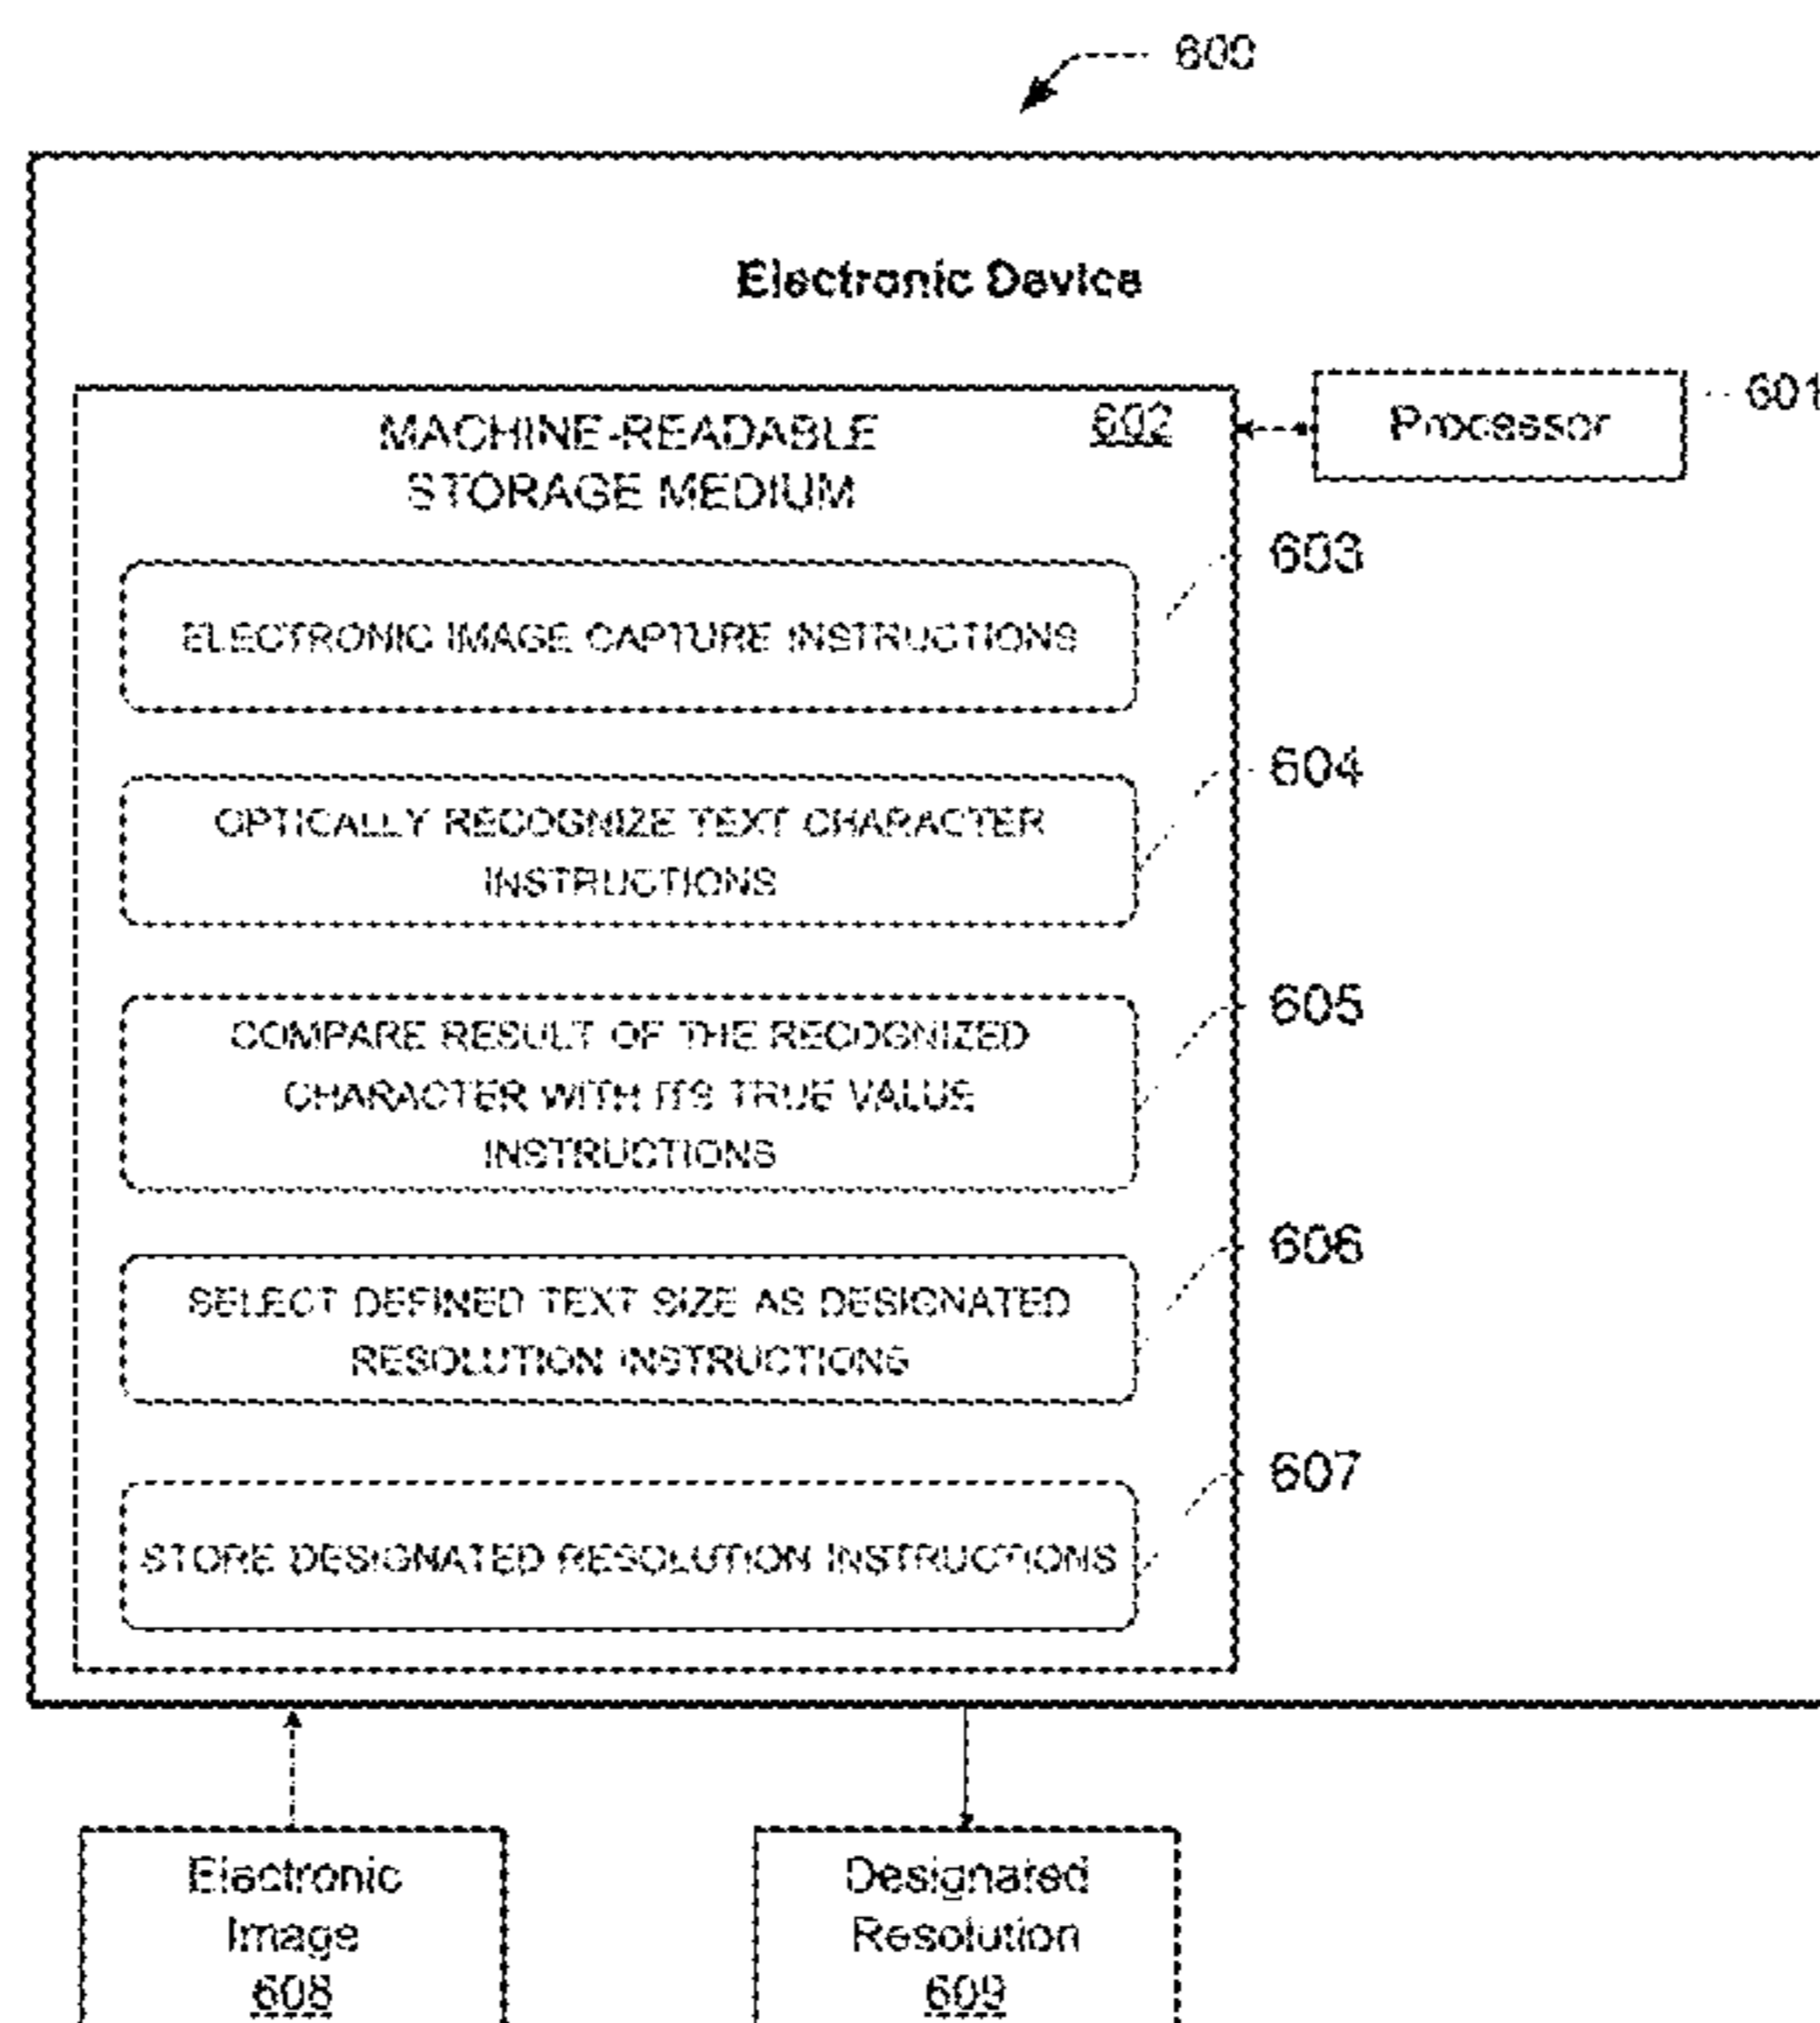 600
Electronic Device
MACHINE-READABLE
STORAGE MEDIUM
602
Processor
601
ELECTRONIC IMAGE CAPTURE INSTRUCTIONS
603
OPTICALLY RECOGNIZE TEXT CHARACTER
INSTRUCTIONS
604
COMPARE RESULT OF THE RECOGNIZED
CHARACTER WITH ITS TRUE VALUE
INSTRUCTIONS
605
SELECT DEFINED TEXT SIZE AS DESIGNATED
RESOLUTION INSTRUCTIONS
606
STORE DESIGNATED RESOLUTION INSTRUCTIONS
607
Electronic
Image
608
Designated
Resolution
609